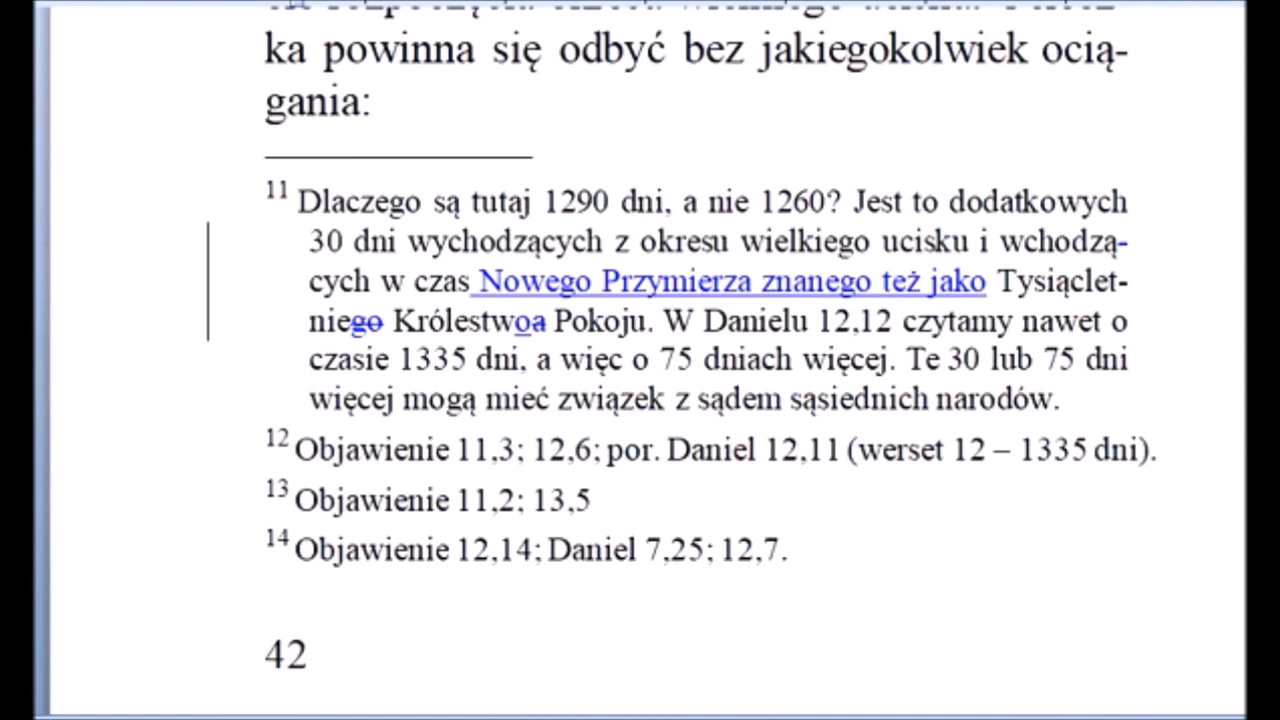 ka powinna się odbyć bez jakiegokolwiek ocią-
gania:
11 Dlaczego są tutaj 1290 dni, a nie 1260? Jest to dodatkowych
30 dni wychodzących z okresu wielkiego ucisku i wchodzą-
cych w czas Nowego Przymierza znanego też jako Tysiąclet-
niego Królestwoa Pokoju. W Danielu 12,12 czytamy nawet o
czasie 1335 dni, a więc o 75 dniach więcej. Te 30 lub 75 dni
więcej mogą mieć związek z sądem sąsiednich narodów.
12 Objawienie 11,3; 12,6; por. Daniel 12,11 (werset 12 – 1335 dni).
13 Objawienie 11,2; 13,5
14 Objawienie 12,14; Daniel 7,25; 12,7.
42